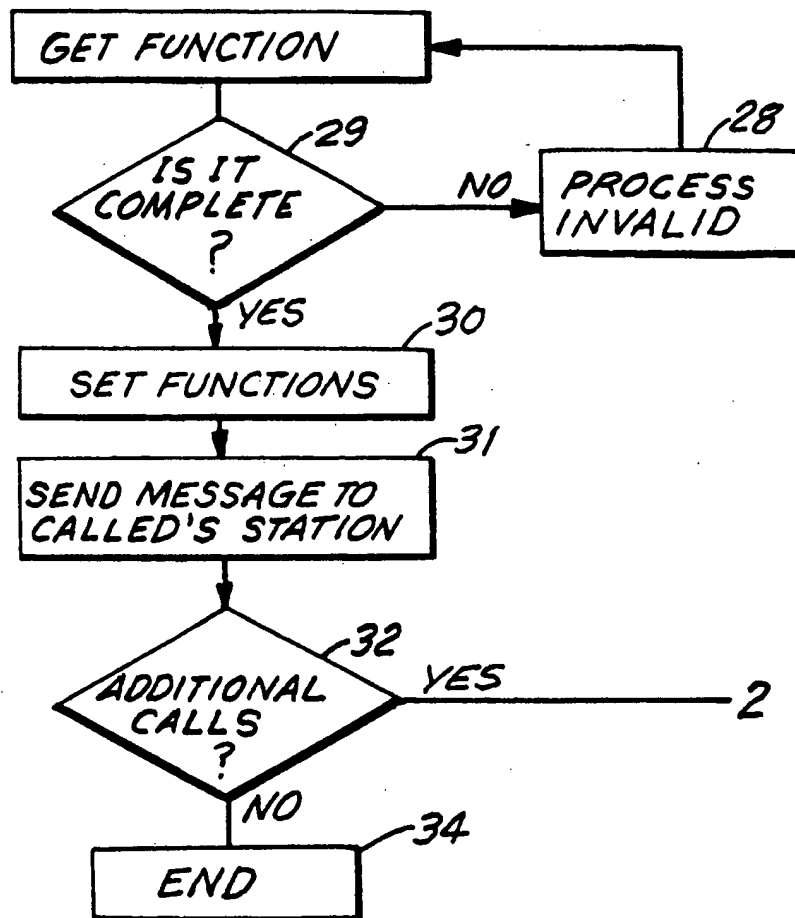 GET FUNCTION
29
IS IT
COMPLETE
?
NO
28
PROCESS
INVALID
YES
30
SET FUNCTIONS
31
SEND MESSAGE TO
CALLED'S STATION
32
ADDITIONAL
CALLS
?
YES
2
NO
34
END